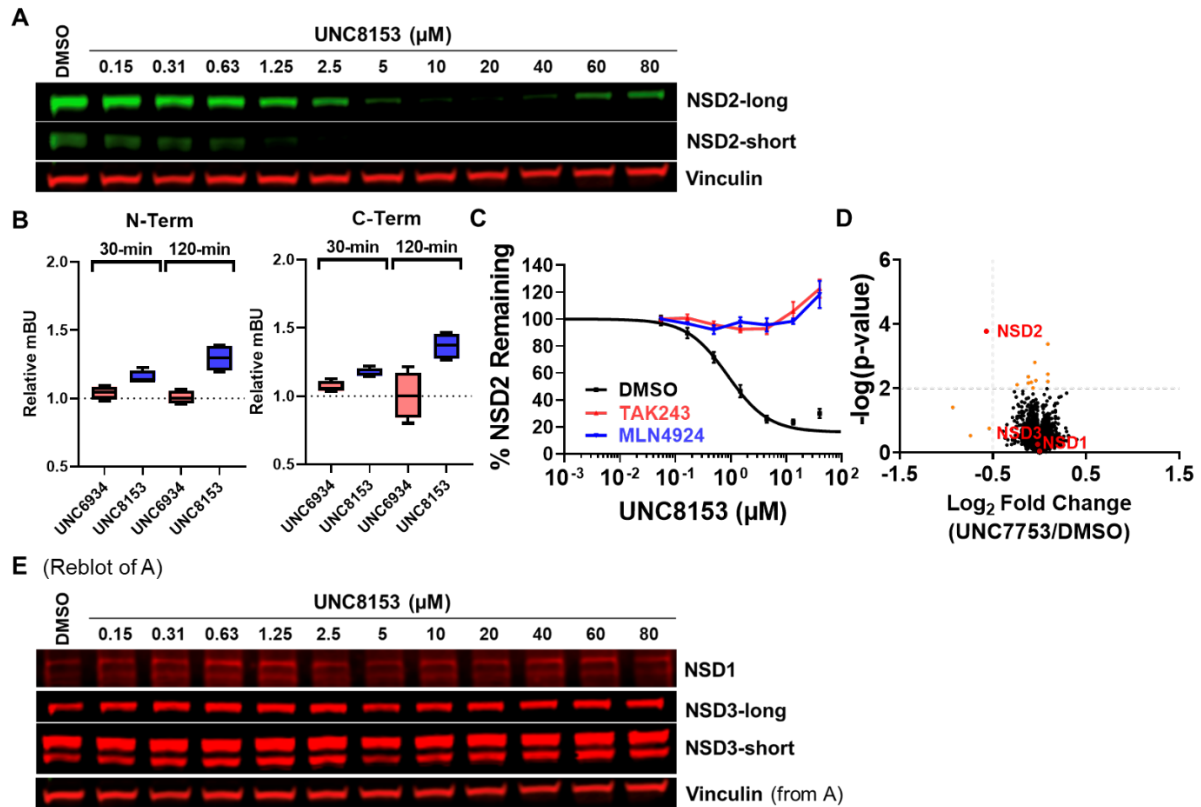 A
UNC8153 (µM)
DMSO 0.15 0.31 0.63 1.25 2.5 5 10 20 40 60 80
NSD2-long
NSD2-short
Vinculin
B
N-Term
30-min 120-min
Relative mBU
2.0
1.5
1.0
0.5
UNC6934 UNC8153 UNC6934 UNC8153
C-Term
30-min 120-min
Relative mBU
2.0
1.5
1.0
0.5
UNC6934 UNC8153 UNC6934 UNC8153
C
% NSD2 Remaining
140
120
100
80
60
40
20
0
DMSO
TAK243
MLN4924
10-3 10-2 10-1 100 101 102
UNC8153 (µM)
D
-log(p-value)
6
4
2
0
NSD2
NSD3
NSD1
-1.5 -0.5 0.5 1.5
Log2 Fold Change
(UNC7753/DMSO)
E (Reblot of A)
UNC8153 (µM)
DMSO 0.15 0.31 0.63 1.25 2.5 5 10 20 40 60 80
NSD1
NSD3-long
NSD3-short
Vinculin (from A)